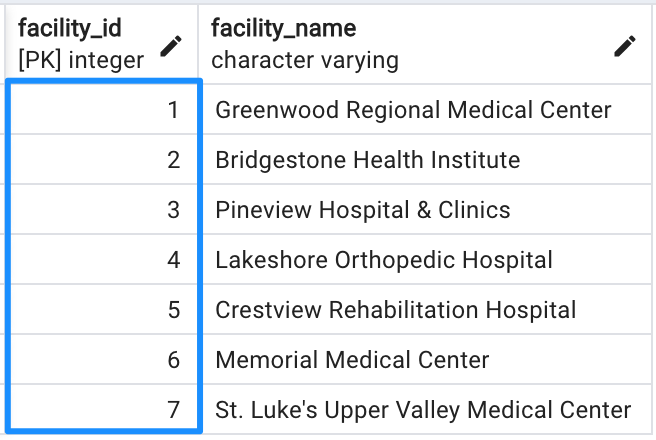 facility_id facility_name
[PK] integer character varying
1 Greenwood Regional Medical Center
2 Bridgestone Health Institute
3 Pineview Hospital & Clinics
4 Lakeshore Orthopedic Hospital
5 Crestview Rehabilitation Hospital
6 Memorial Medical Center
7 St. Luke's Upper Valley Medical Center